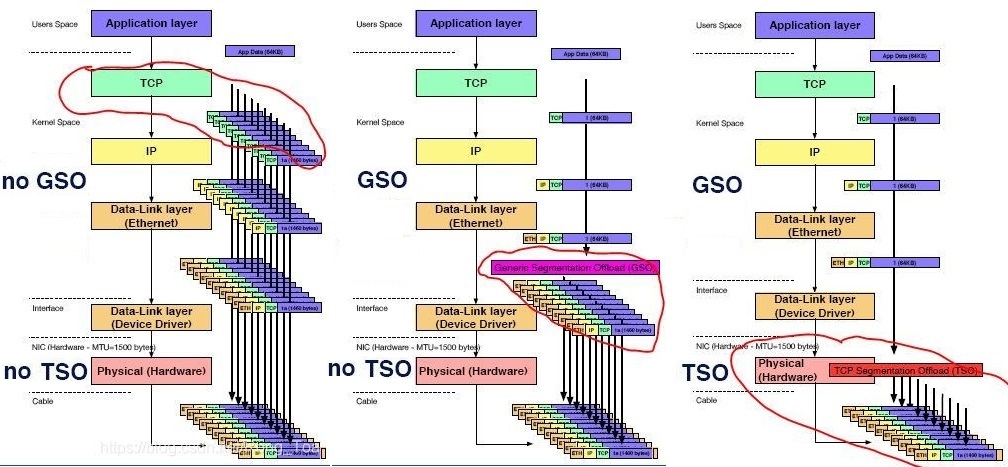 Users Space
Application layer
App Data (64KB)
TCP
Kernel Space
TCP 1a (1460 bytes)
IP
no GSO
IP TCP 1a (1460 bytes)
Data-Link layer
(Ethernet)
ETH IP TCP 1a (1460 bytes)
Interface
Data-Link layer
(Device Driver)
NIC (Hardware - MTU=1500 bytes)
no TSO
Physical (Hardware)
Cable
ETH IP TCP 1a (1460 bytes)
Users Space
Application layer
App Data (64KB)
TCP
Kernel Space
TCP 1 (64KB)
IP
GSO
IP TCP 1 (64KB)
Data-Link layer
(Ethernet)
ETH IP TCP 1 (64KB)
Generic Segmentation Offload (GSO)
Interface
Data-Link layer
(Device Driver)
ETH IP TCP 1a (1460 bytes)
NIC (Hardware - MTU=1500 bytes)
no TSO
Physical (Hardware)
Cable
ETH IP TCP 1a (1460 bytes)
Users Space
Application layer
App Data (64KB)
TCP
Kernel Space
TCP 1 (64KB)
IP
GSO
IP TCP 1 (64KB)
Data-Link layer
(Ethernet)
ETH IP TCP 1 (64KB)
Interface
Data-Link layer
(Device Driver)
NIC (Hardware - MTU=1500 bytes)
TSO
Physical
(Hardware)
TCP Segmentation Offload (TSO)
Cable
ETH IP TCP 1a (1460 bytes)